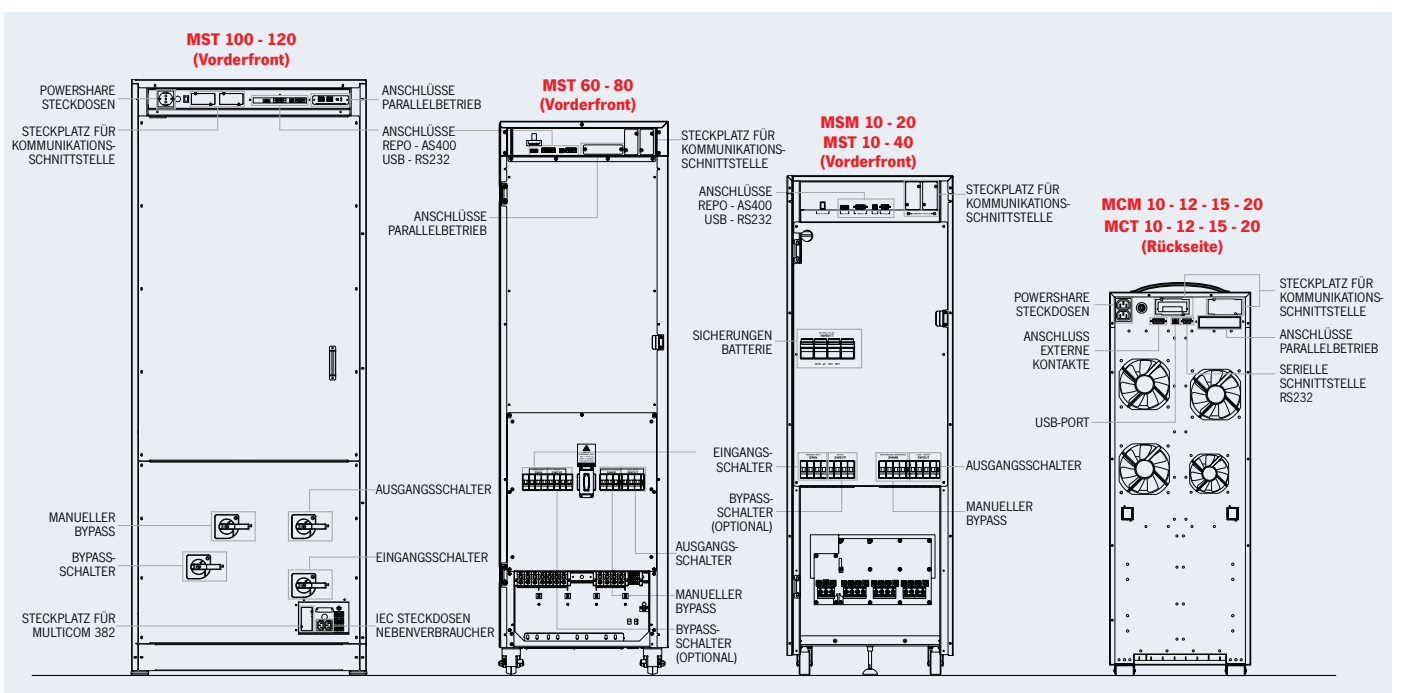 MST 100 - 120
(Vorderfront)
POWERSHARE
STECKDOSEN
STECKPLATZ FÜR
KOMMUNIKATIONS-
SCHNITTSTELLE
ANSCHLÜSSE
PARALLELBETRIEB
ANSCHLÜSSE
REPO - AS400
USB - RS232
AUSGANGSSCHALTER
MANUELLER
BYPASS
BYPASS-
SCHALTER
EINGANGSSCHALTER
STECKPLATZ FÜR
MULTICOM 382
IEC STECKDOSEN
NEBENVERBRAUCHER
MST 60 - 80
(Vorderfront)
STECKPLATZ FÜR
KOMMUNIKATIONS-
SCHNITTSTELLE
ANSCHLÜSSE
PARALLELBETRIEB
EINGANGS-
SCHALTER
AUSGANGS-
SCHALTER
MANUELLER
BYPASS
BYPASS-
SCHALTER
(OPTIONAL)
MSM 10 - 20
MST 10 - 40
(Vorderfront)
ANSCHLÜSSE
REPO - AS400
USB - RS232
STECKPLATZ FÜR
KOMMUNIKATIONS-
SCHNITTSTELLE
SICHERUNGEN
BATTERIE
BYPASS-
SCHALTER
(OPTIONAL)
AUSGANGSSCHALTER
MANUELLER
BYPASS
MCM 10 - 12 - 15 - 20
MCT 10 - 12 - 15 - 20
(Rückseite)
POWERSHARE
STECKDOSEN
ANSCHLUSS
EXTERNE
KONTAKTE
USB-PORT
STECKPLATZ FÜR
KOMMUNIKATIONS-
SCHNITTSTELLE
ANSCHLÜSSE
PARALLELBETRIEB
SERIELLE
SCHNITTSTELLE
RS232